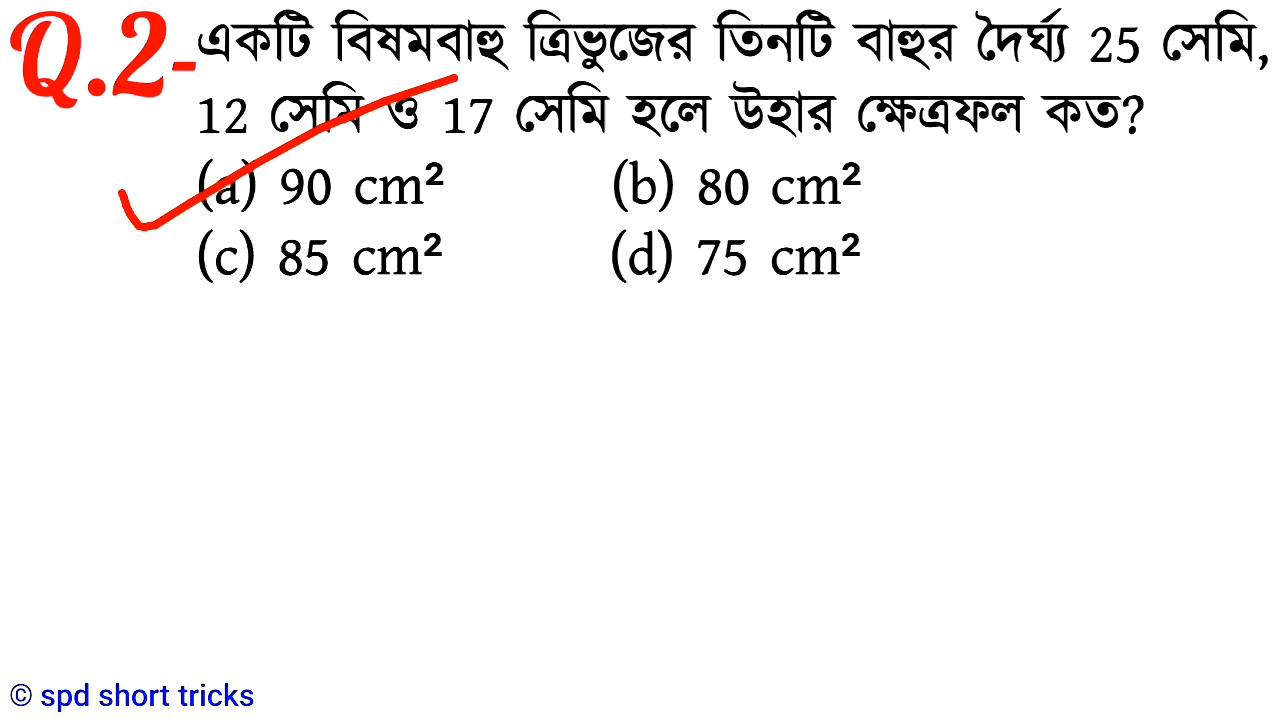 Q.2- একটি বিষমবাহু ত্রিভুজের তিনটি বাহুর দৈর্ঘ্য 25 সেমি,
12 সেমি ও 17 সেমি হলে উহার ক্ষেত্রফল কত?
(a) 90 cm² (b) 80 cm²
(c) 85 cm² (d) 75 cm²
© spd short tricks